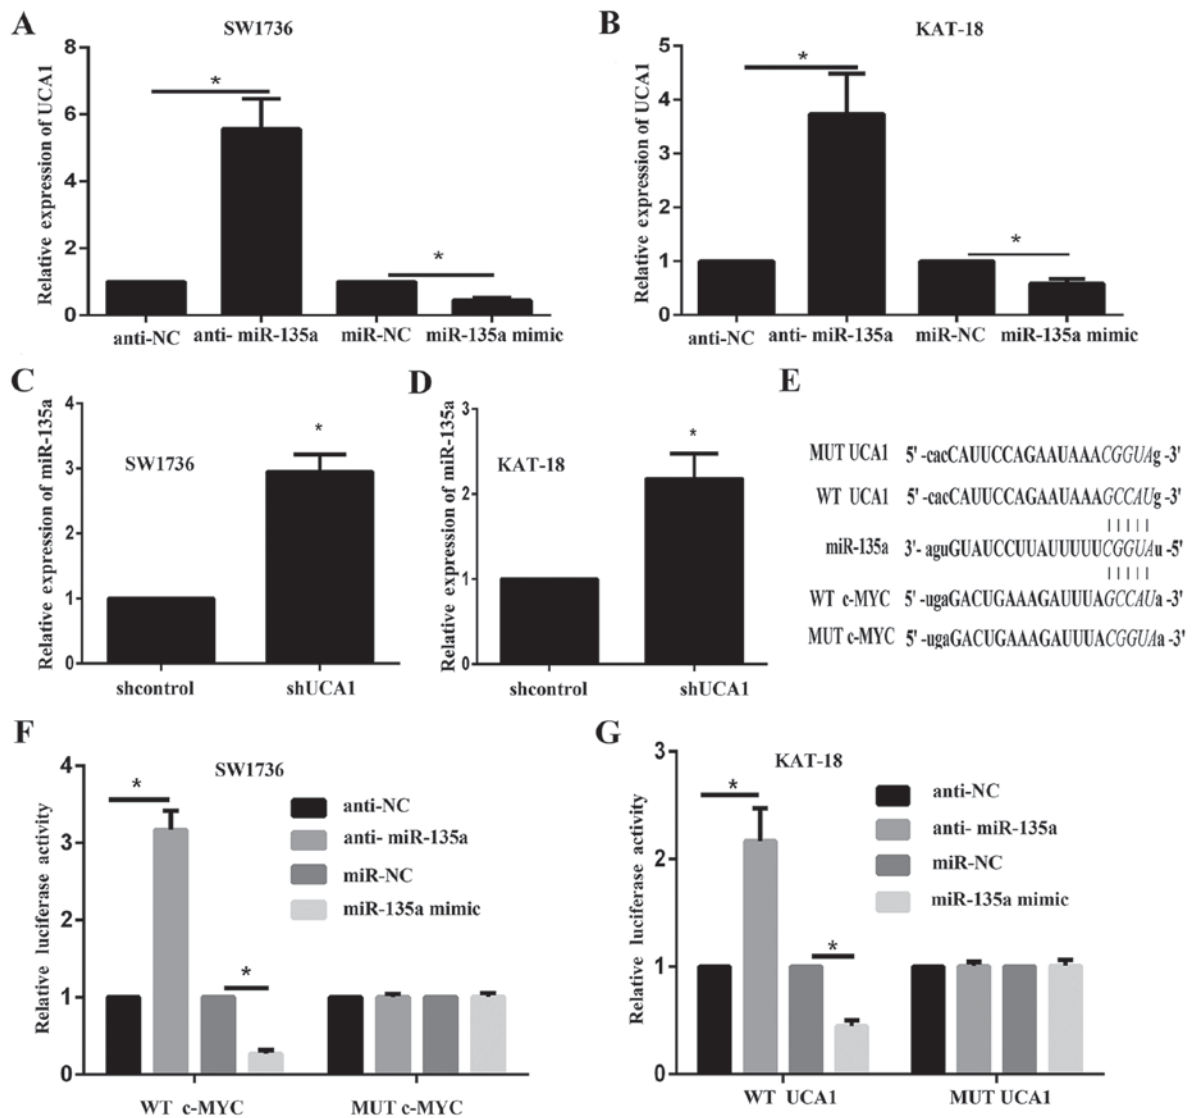 A
SW1736
Relative expression of UCA1
8
6
4
2
0
*
*
anti-NC
anti- miR-135a
miR-NC
miR-135a mimic
B
KAT-18
Relative expression of UCA1
5
4
3
2
1
0
*
*
anti-NC
anti- miR-135a
miR-NC
miR-135a mimic
C
SW1736
Relative expression of miR-135a
4
3
2
1
0
*
shcontrol
shUCA1
D
KAT-18
Relative expression of miR-135a
3
2
1
0
*
shcontrol
shUCA1
E
MUT UCA1 5' -cacCAUUCCAGAAUAAACGGUAg -3'
WT UCA1 5' -cacCAUUCCAGAAUAAAGCCAUg -3'
miR-135a 3'- aguGUAUCCUUAUUUUUCGGUAu -5'
WT c-MYC 5' -ugaGACUGAAAGAUUUAGCCAUa -3'
MUT c-MYC 5' -ugaGACUGAAAGAUUUACGGUAa -3'
F
SW1736
Relative luciferase activity
4
3
2
1
0
*
*
anti-NC
anti- miR-135a
miR-NC
miR-135a mimic
WT c-MYC
MUT c-MYC
G
KAT-18
Relative luciferase activity
3
2
1
0
*
*
anti-NC
anti- miR-135a
miR-NC
miR-135a mimic
WT UCA1
MUT UCA1